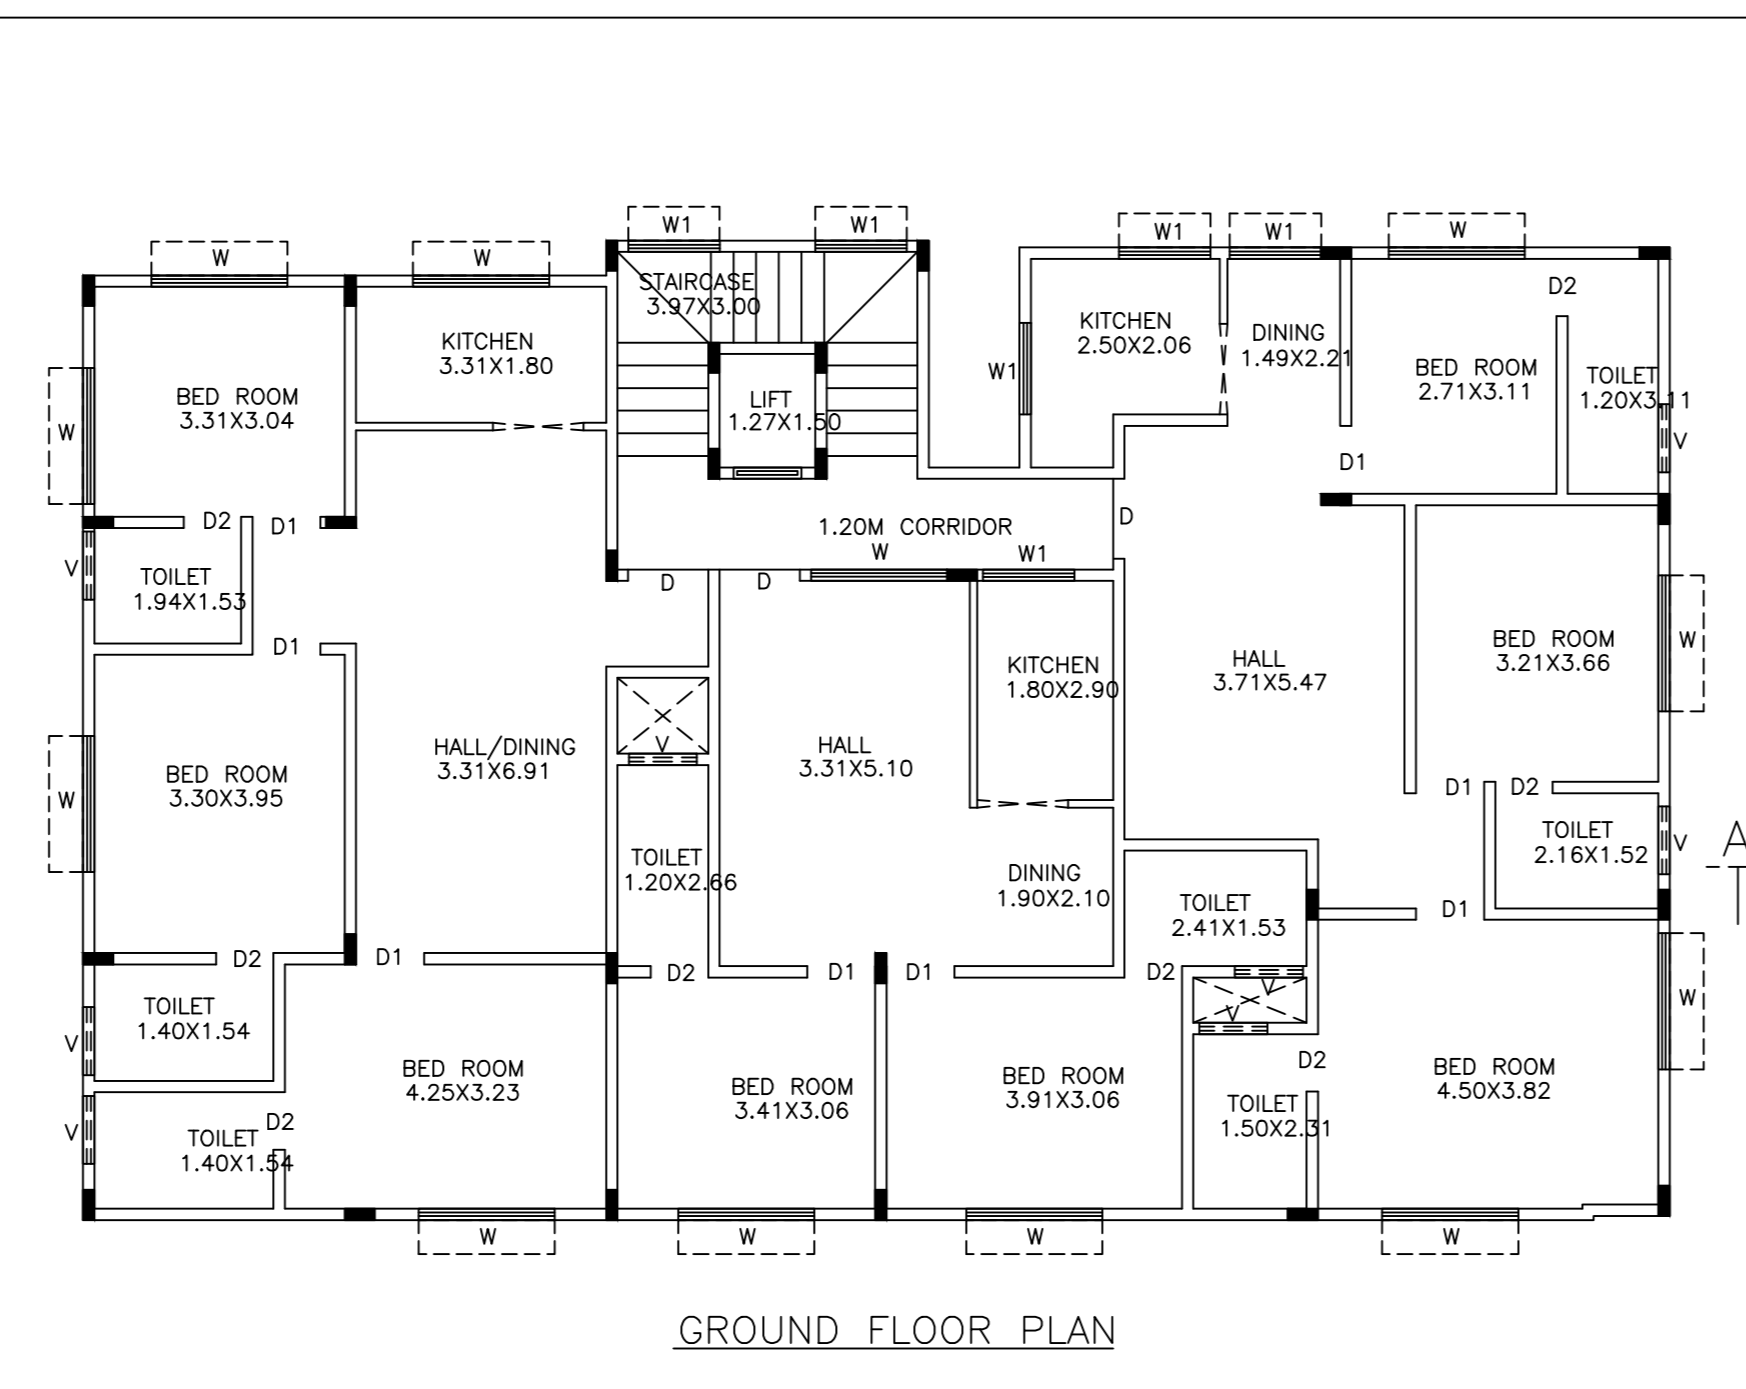 W1 W1
W1 W1 W
W W
STAIRCASE
3.97X3.00
D2
KITCHEN
2.50X2.06
DINING
1.49X2.21
KITCHEN
3.31X1.80
W1
BED ROOM
2.71X3.11
TOILET
1.20X3.11
BED ROOM
3.31X3.04
LIFT
1.27X1.50
W
V
D1
D2 D1
1.20M CORRIDOR
D
W W1
V
TOILET
1.94X1.53
D D
D1
KITCHEN
1.80X2.90
HALL
3.71X5.47
BED ROOM
3.21X3.66
W
V
HALL/DINING
3.31X6.91
HALL
3.31X5.10
BED ROOM
3.30X3.95
W
D1 D2
TOILET
2.16X1.52
V
A
TOILET
1.20X2.66
DINING
1.90X2.10
TOILET
2.41X1.53
D1
D2 D1
D2 D1 D1 D2
V
V
W
TOILET
1.40X1.54
V
BED ROOM
4.25X3.23
BED ROOM
3.41X3.06
BED ROOM
3.91X3.06
D2
BED ROOM
4.50X3.82
TOILET
1.50X2.31
V
D2
TOILET
1.40X1.54
W W W W
GROUND FLOOR PLAN